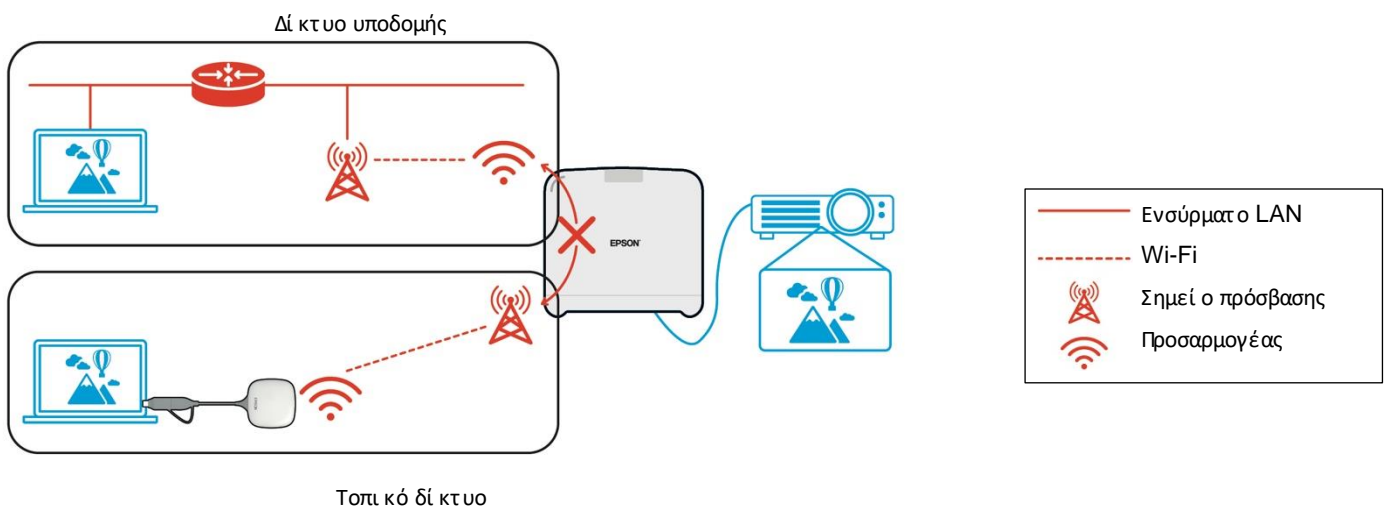 Δίκτυο υποδομής
EPSON
Ενσύρματο LAN
Wi-Fi
Σημείο πρόσβασης
Προσαρμογέας
Τοπικό δίκτυο